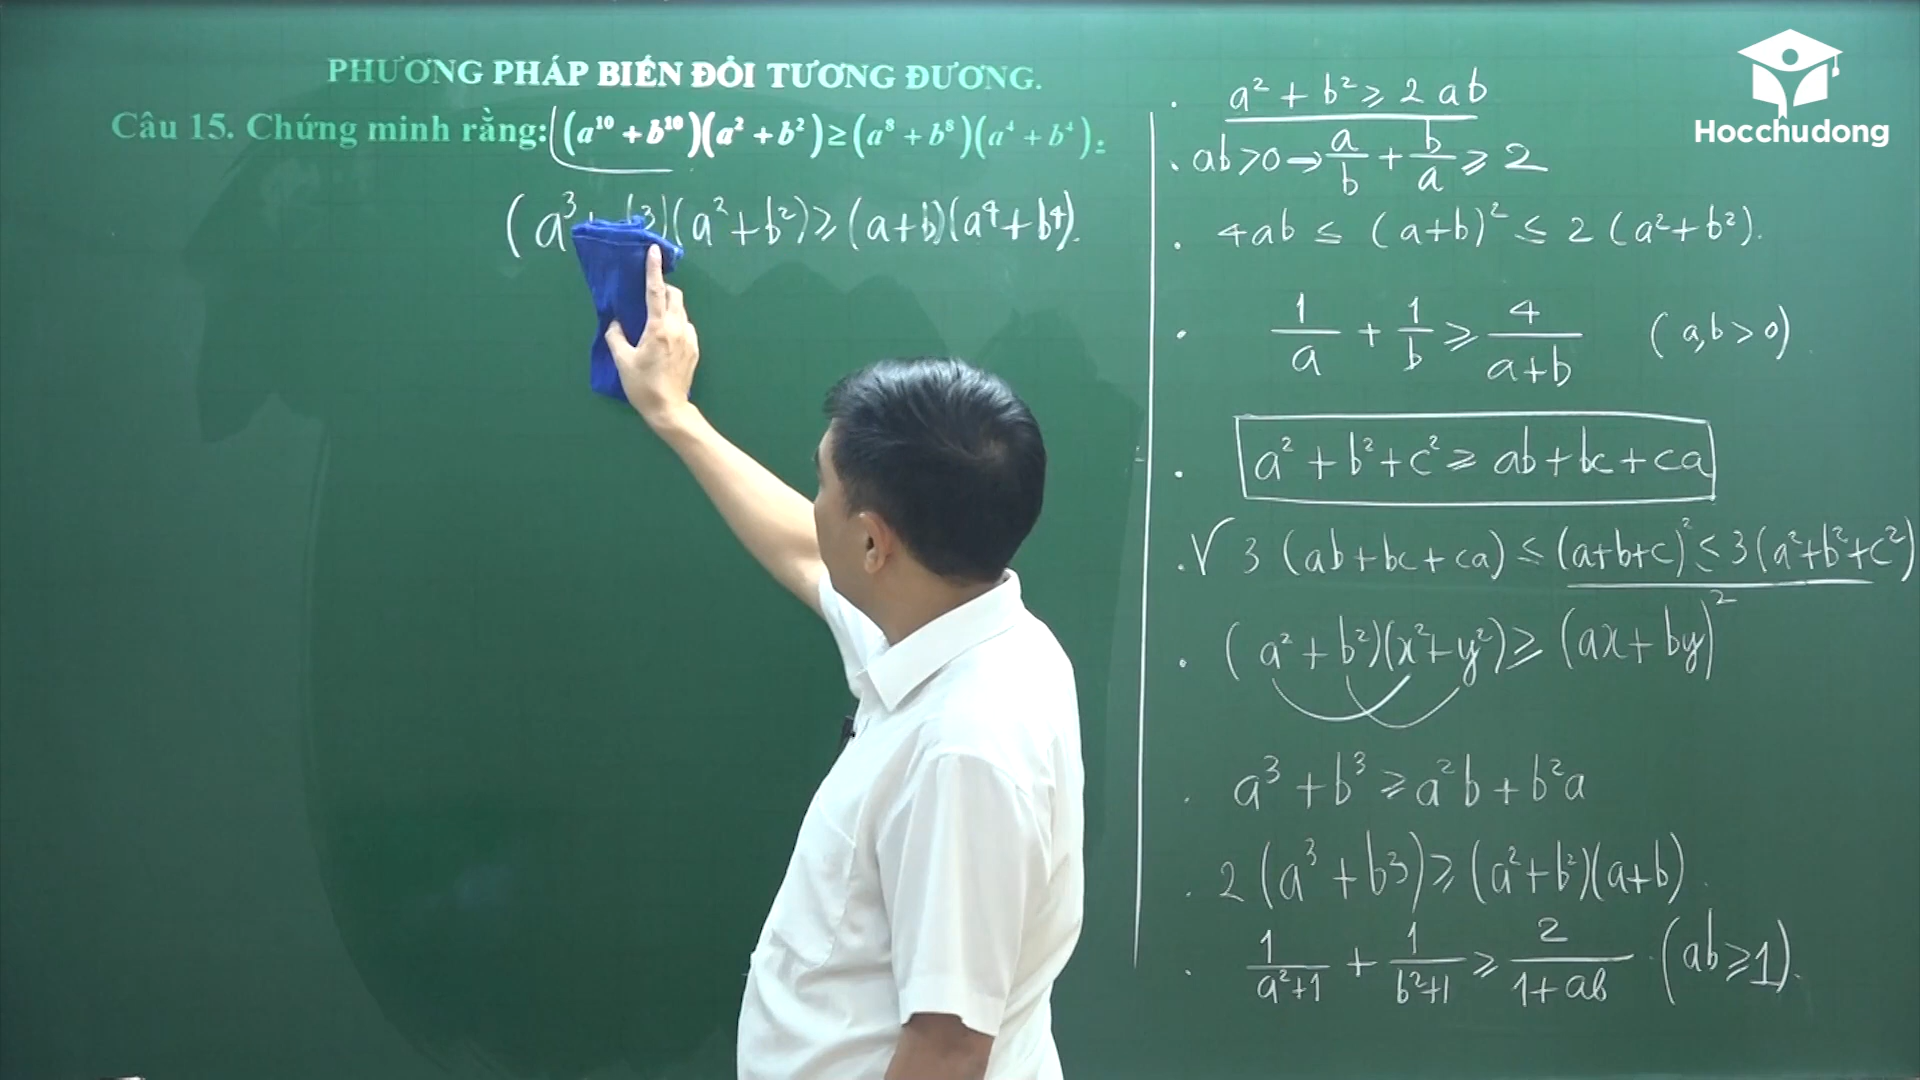 PHƯƠNG PHÁP BIẾN ĐỔI TƯƠNG ĐƯƠNG.
Câu 15. Chứng minh rằng: (a¹⁰ + b¹⁰)(a² + b²) ≥ (a⁸ + b⁸)(a⁴ + b⁴).
(a³ + b³)(a² + b²) ≥ (a+b)(a⁴ + b⁴).
Hocchudong
. a² + b² ≥ 2 ab
. ab > 0 → a/b + b/a ≥ 2
. 4ab ≤ (a+b)² ≤ 2 (a² + b²).
. 1/a + 1/b ≥ 4/(a+b) (a,b > 0)
. a² + b² + c² ≥ ab + bc + ca
. √ 3 (ab + bc + ca) ≤ (a+b+c)² ≤ 3(a²+b²+c²)
. (a² + b²)(x² + y²) ≥ (ax + by)²
. a³ + b³ ≥ a²b + b²a
. 2 (a³ + b³) ≥ (a² + b²)(a+b).
. 1/(a²+1) + 1/(b²+1) ≥ 2/(1+ab) . (ab ≥ 1).